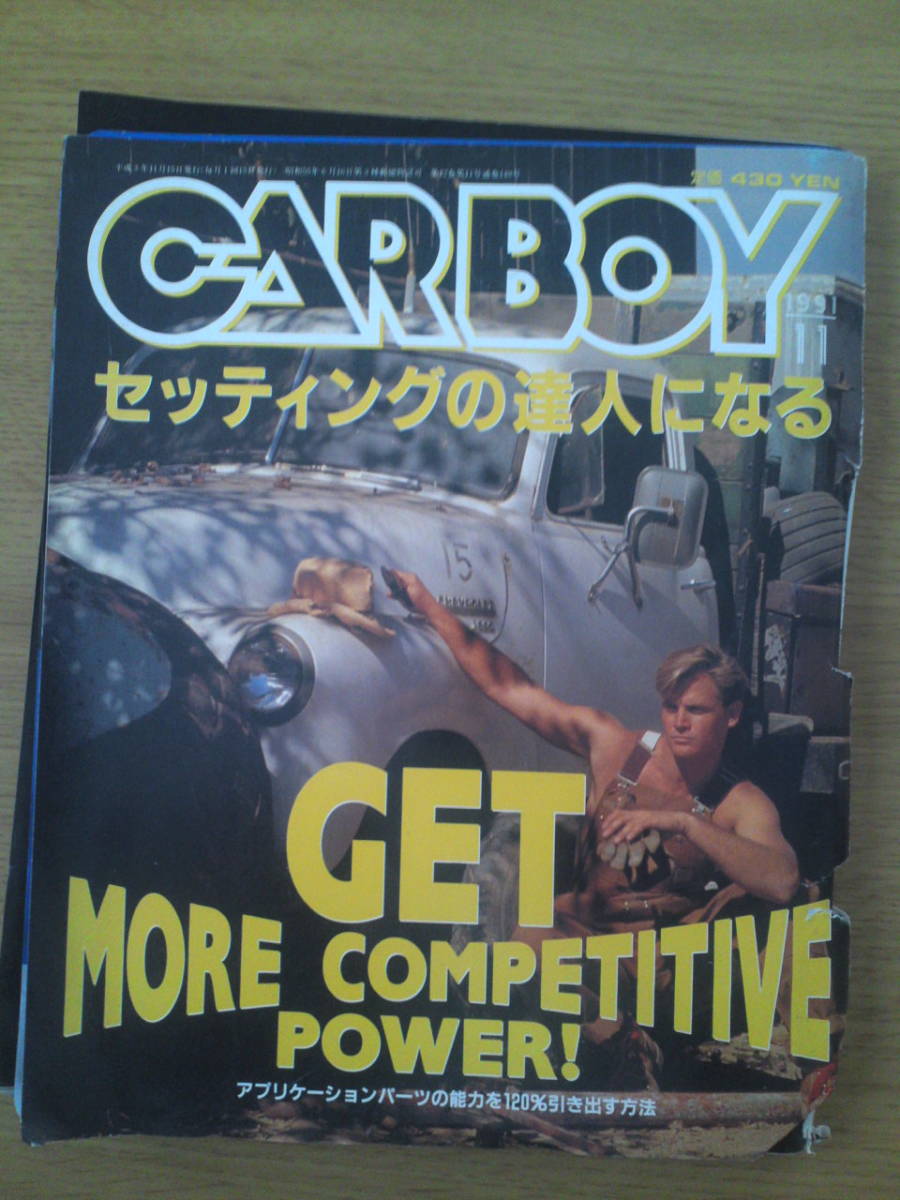 定価 430 YEN
CARBOY
1991
11
セッティングの達人になる
15
GET
MORE COMPETITIVE
POWER!
アプリケーションパーツの能力を120%引き出す方法